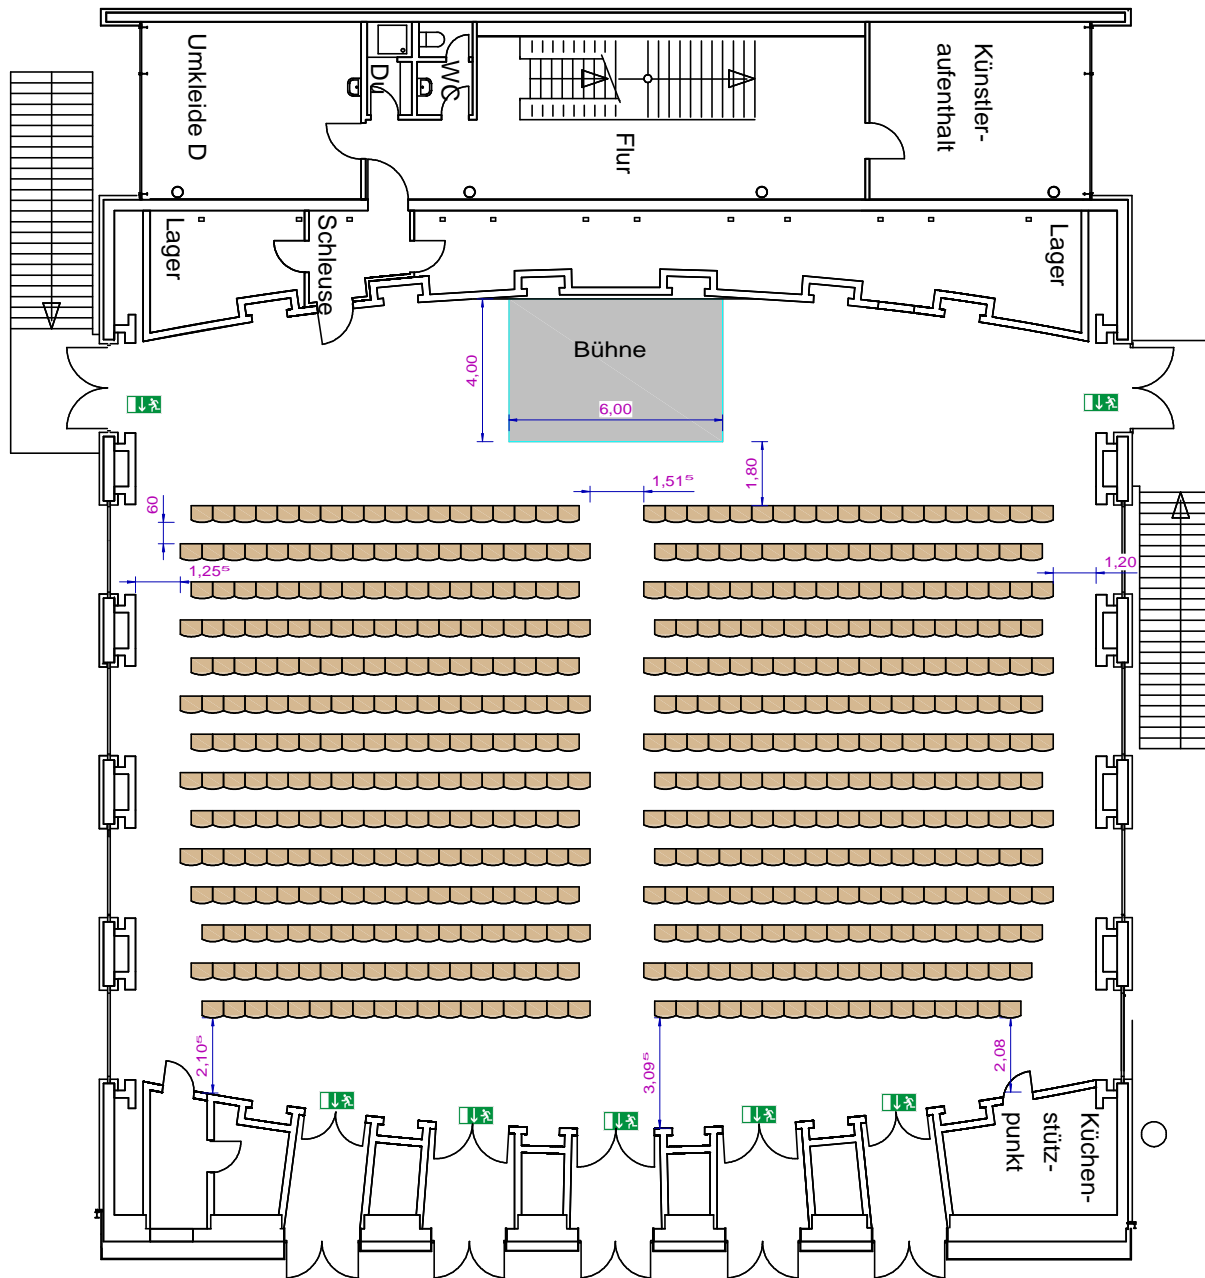 Umkleide D
Du
WC
Flur
Künstler-
aufenthalt
Lager
Schleuse
Lager
Bühne
4,00
6,00
1,80
1,51⁵
60
1,25⁵
1,20
2,10⁵
3,09⁵
2,08
Küchen-
stütz-
punkt